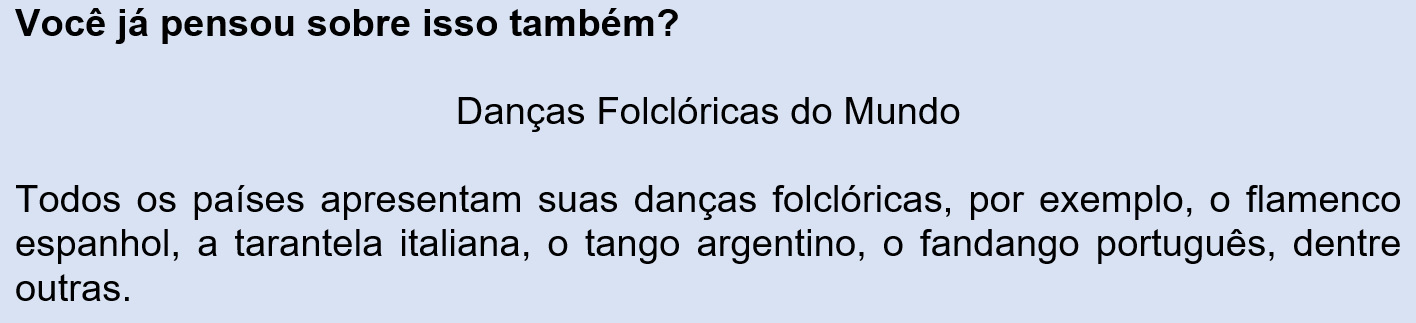 Você já pensou sobre isso também?
Danças Folclóricas do Mundo
Todos os países apresentam suas danças folclóricas, por exemplo, o flamenco
espanhol, a tarantela italiana, o tango argentino, o fandango português, dentre
outras.